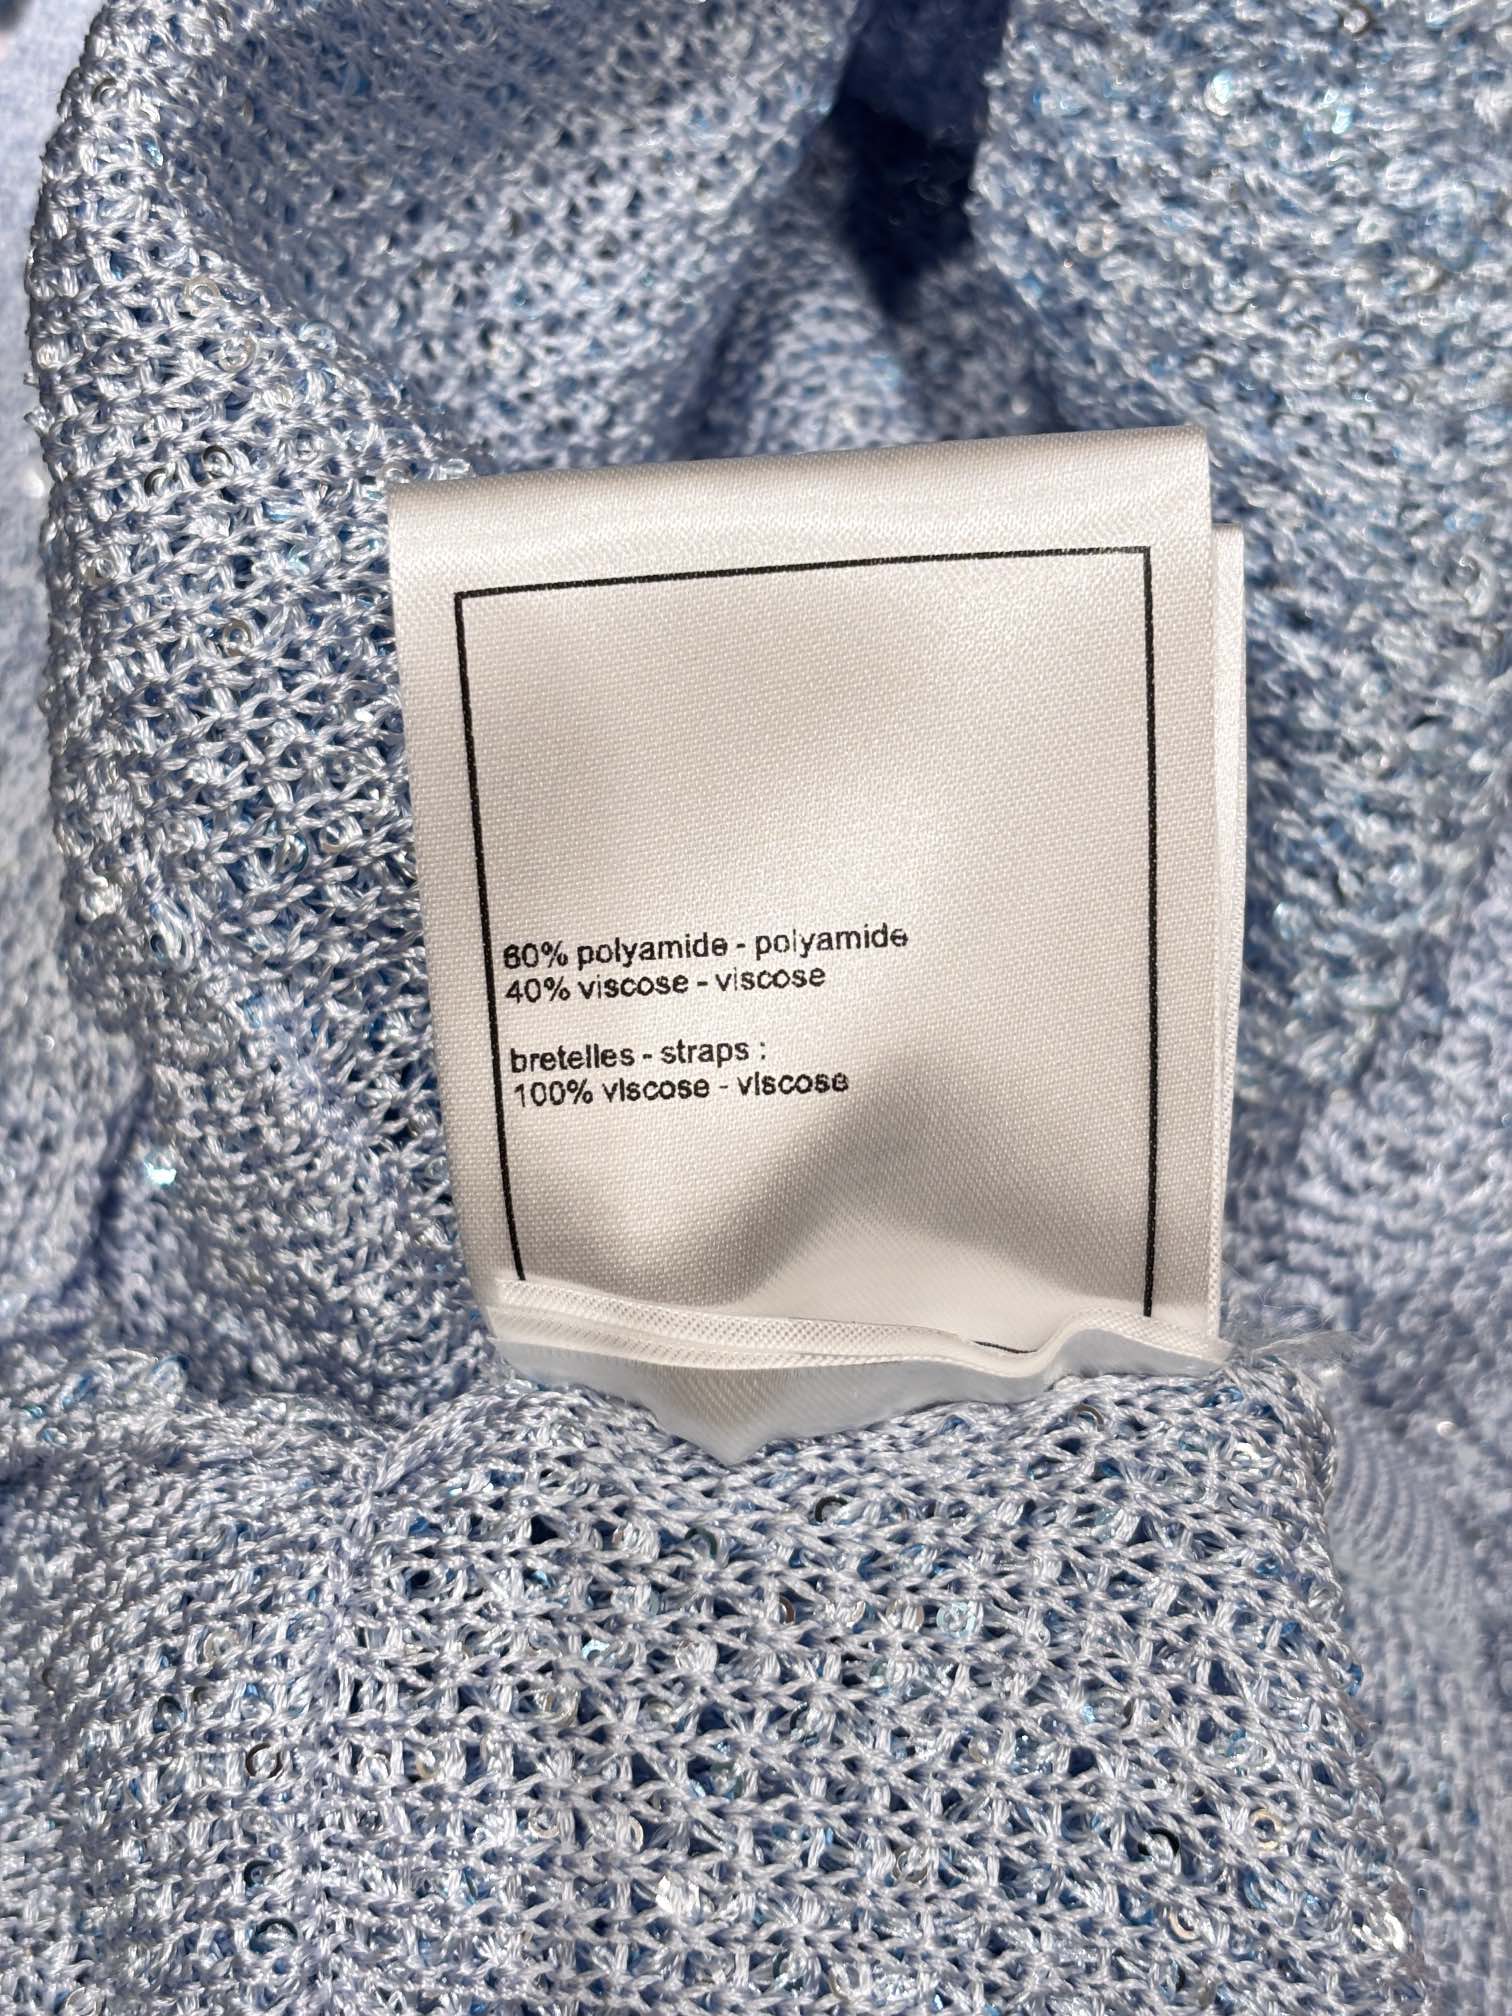 60% polyamide - polyamide
40% viscose - viscose
bretelles - straps :
100% viscose - viscose